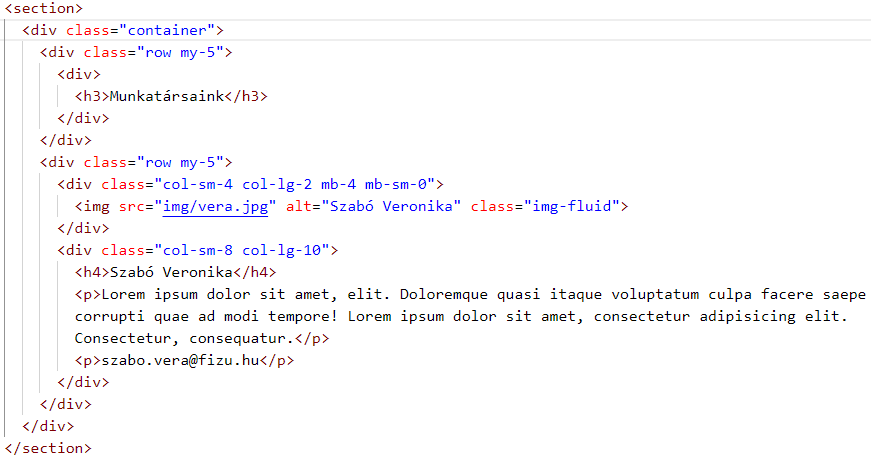 <section>
<div class="container">
<div class="row my-5">
<div>
<h3>Munkatársaink</h3>
</div>
</div>
<div class="row my-5">
<div class="col-sm-4 col-lg-2 mb-4 mb-sm-0">
<img src="img/vera.jpg" alt="Szabó Veronika" class="img-fluid">
</div>
<div class="col-sm-8 col-lg-10">
<h4>Szabó Veronika</h4>
<p>Lorem ipsum dolor sit amet, elit. Doloremque quasi itaque voluptatum culpa facere saepe
corrupti quae ad modi tempore! Lorem ipsum dolor sit amet, consectetur adipisicing elit.
Consectetur, consequatur.</p>
<p>szabo.vera@fizu.hu</p>
</div>
</div>
</div>
</section>